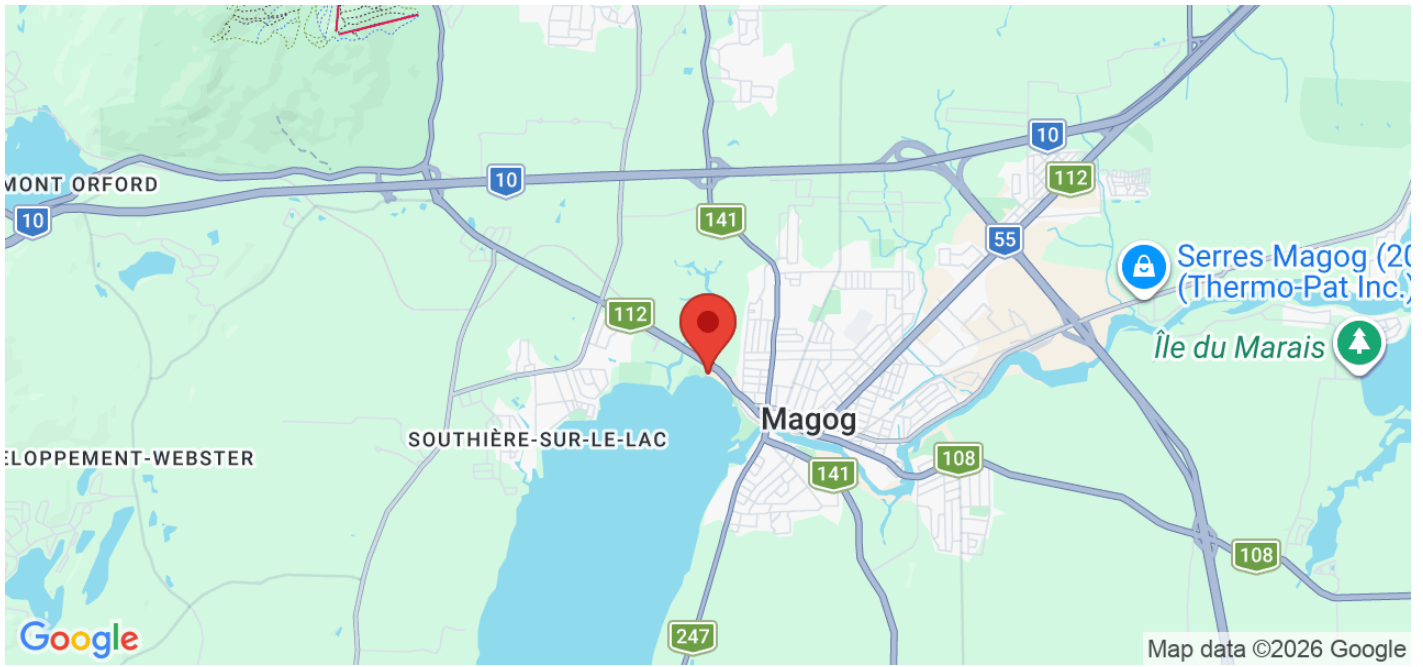 10
112
MONT ORFORD
10
10
141
55
Serres Magog (20
(Thermo-Pat Inc.)
112
Île du Marais
Magog
SOUTHIÈRE-SUR-LE-LAC
ELOPPEMENT-WEBSTER
108
141
108
247
Google
Map data ©2026 Google